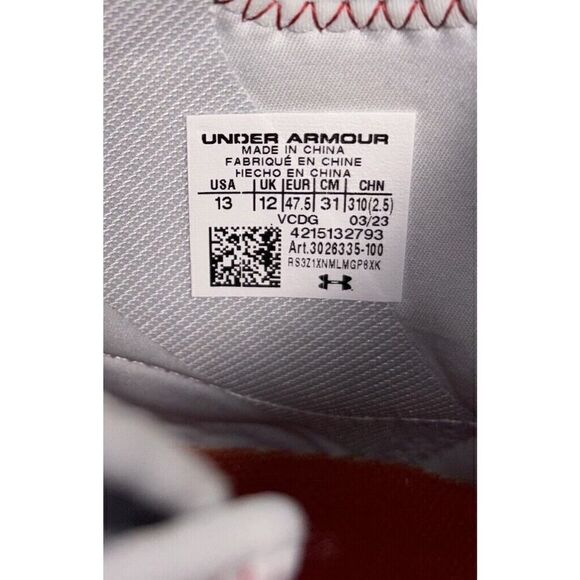 UNDER ARMOUR
MADE IN CHINA
FABRIQUÉ EN CHINE
HECHO EN CHINA
USA UK EUR CM CHN
13 12 47.5 31 310(2.5)
VCDG 03/23
4215132793
Art.3026335-100
RS3Z1XNMLMGP8XK